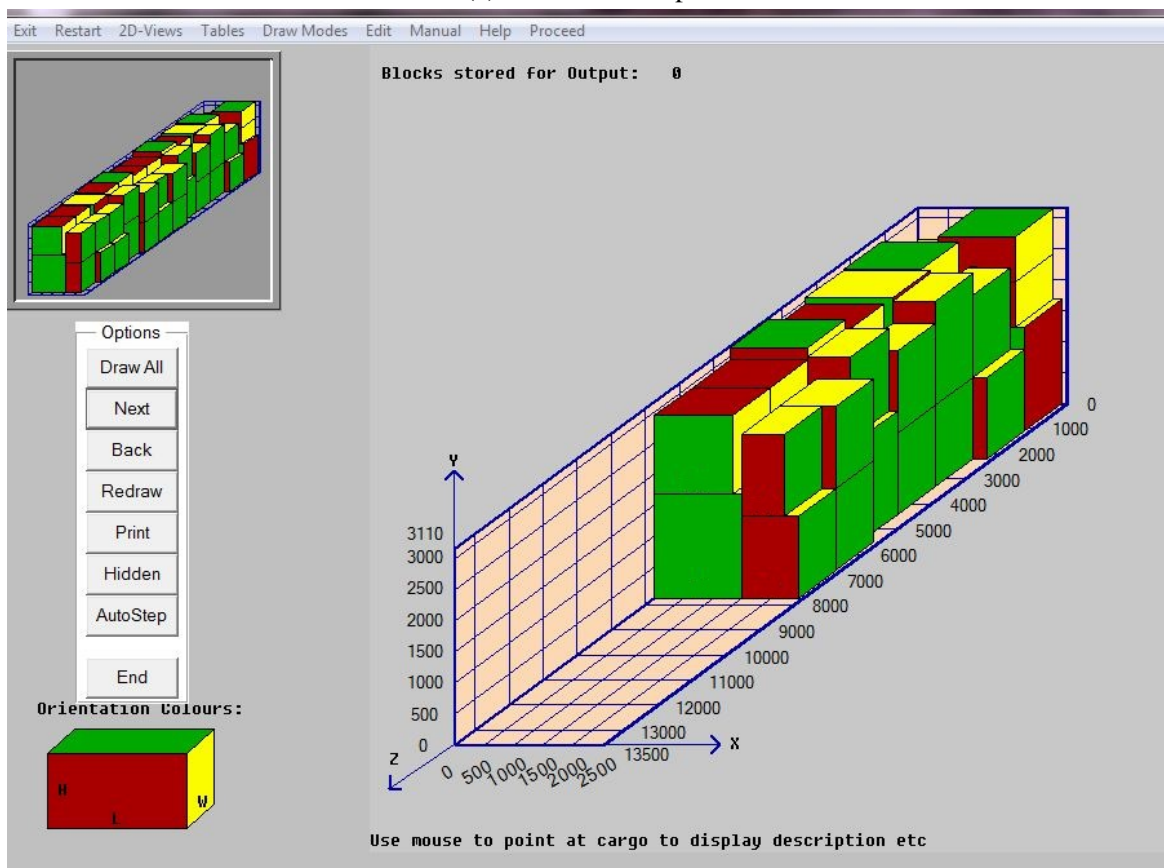 Exit Restart 2D-Views Tables Draw Modes Edit Manual Help Proceed
Blocks stored for Output: 0
Options
Draw All
Next
Back
Redraw
Print
Hidden
AutoStep
End
Orientation Colours:
H
L
W
Y
3110
3000
2500
2000
1500
1000
500
0
Z
X
0
500
1000
1500
2000
2500
13500
13000
12000
11000
10000
9000
8000
7000
6000
5000
4000
3000
2000
1000
0
Use mouse to point at cargo to display description etc